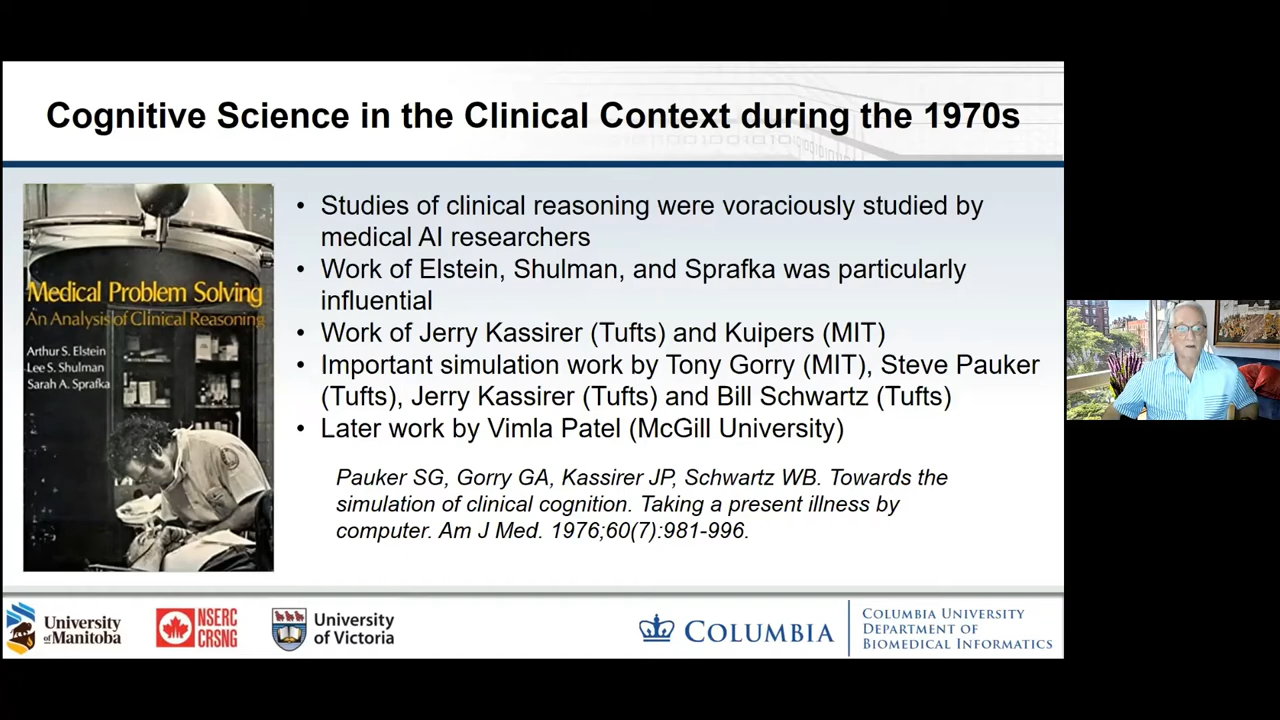 Cognitive Science in the Clinical Context during the 1970s
Medical Problem Solving
An Analysis of Clinical Reasoning
Arthur S. Elstein
Lee S. Shulman
Sarah A. Sprafka
• Studies of clinical reasoning were voraciously studied by
medical AI researchers
• Work of Elstein, Shulman, and Sprafka was particularly
influential
• Work of Jerry Kassirer (Tufts) and Kuipers (MIT)
• Important simulation work by Tony Gorry (MIT), Steve Pauker
(Tufts), Jerry Kassirer (Tufts) and Bill Schwartz (Tufts)
• Later work by Vimla Patel (McGill University)
Pauker SG, Gorry GA, Kassirer JP, Schwartz WB. Towards the
simulation of clinical cognition. Taking a present illness by
computer. Am J Med. 1976;60(7):981-996.
University
of Manitoba
NSERC
CRSNG
University
of Victoria
COLUMBIA
COLUMBIA UNIVERSITY
DEPARTMENT OF
BIOMEDICAL INFORMATICS